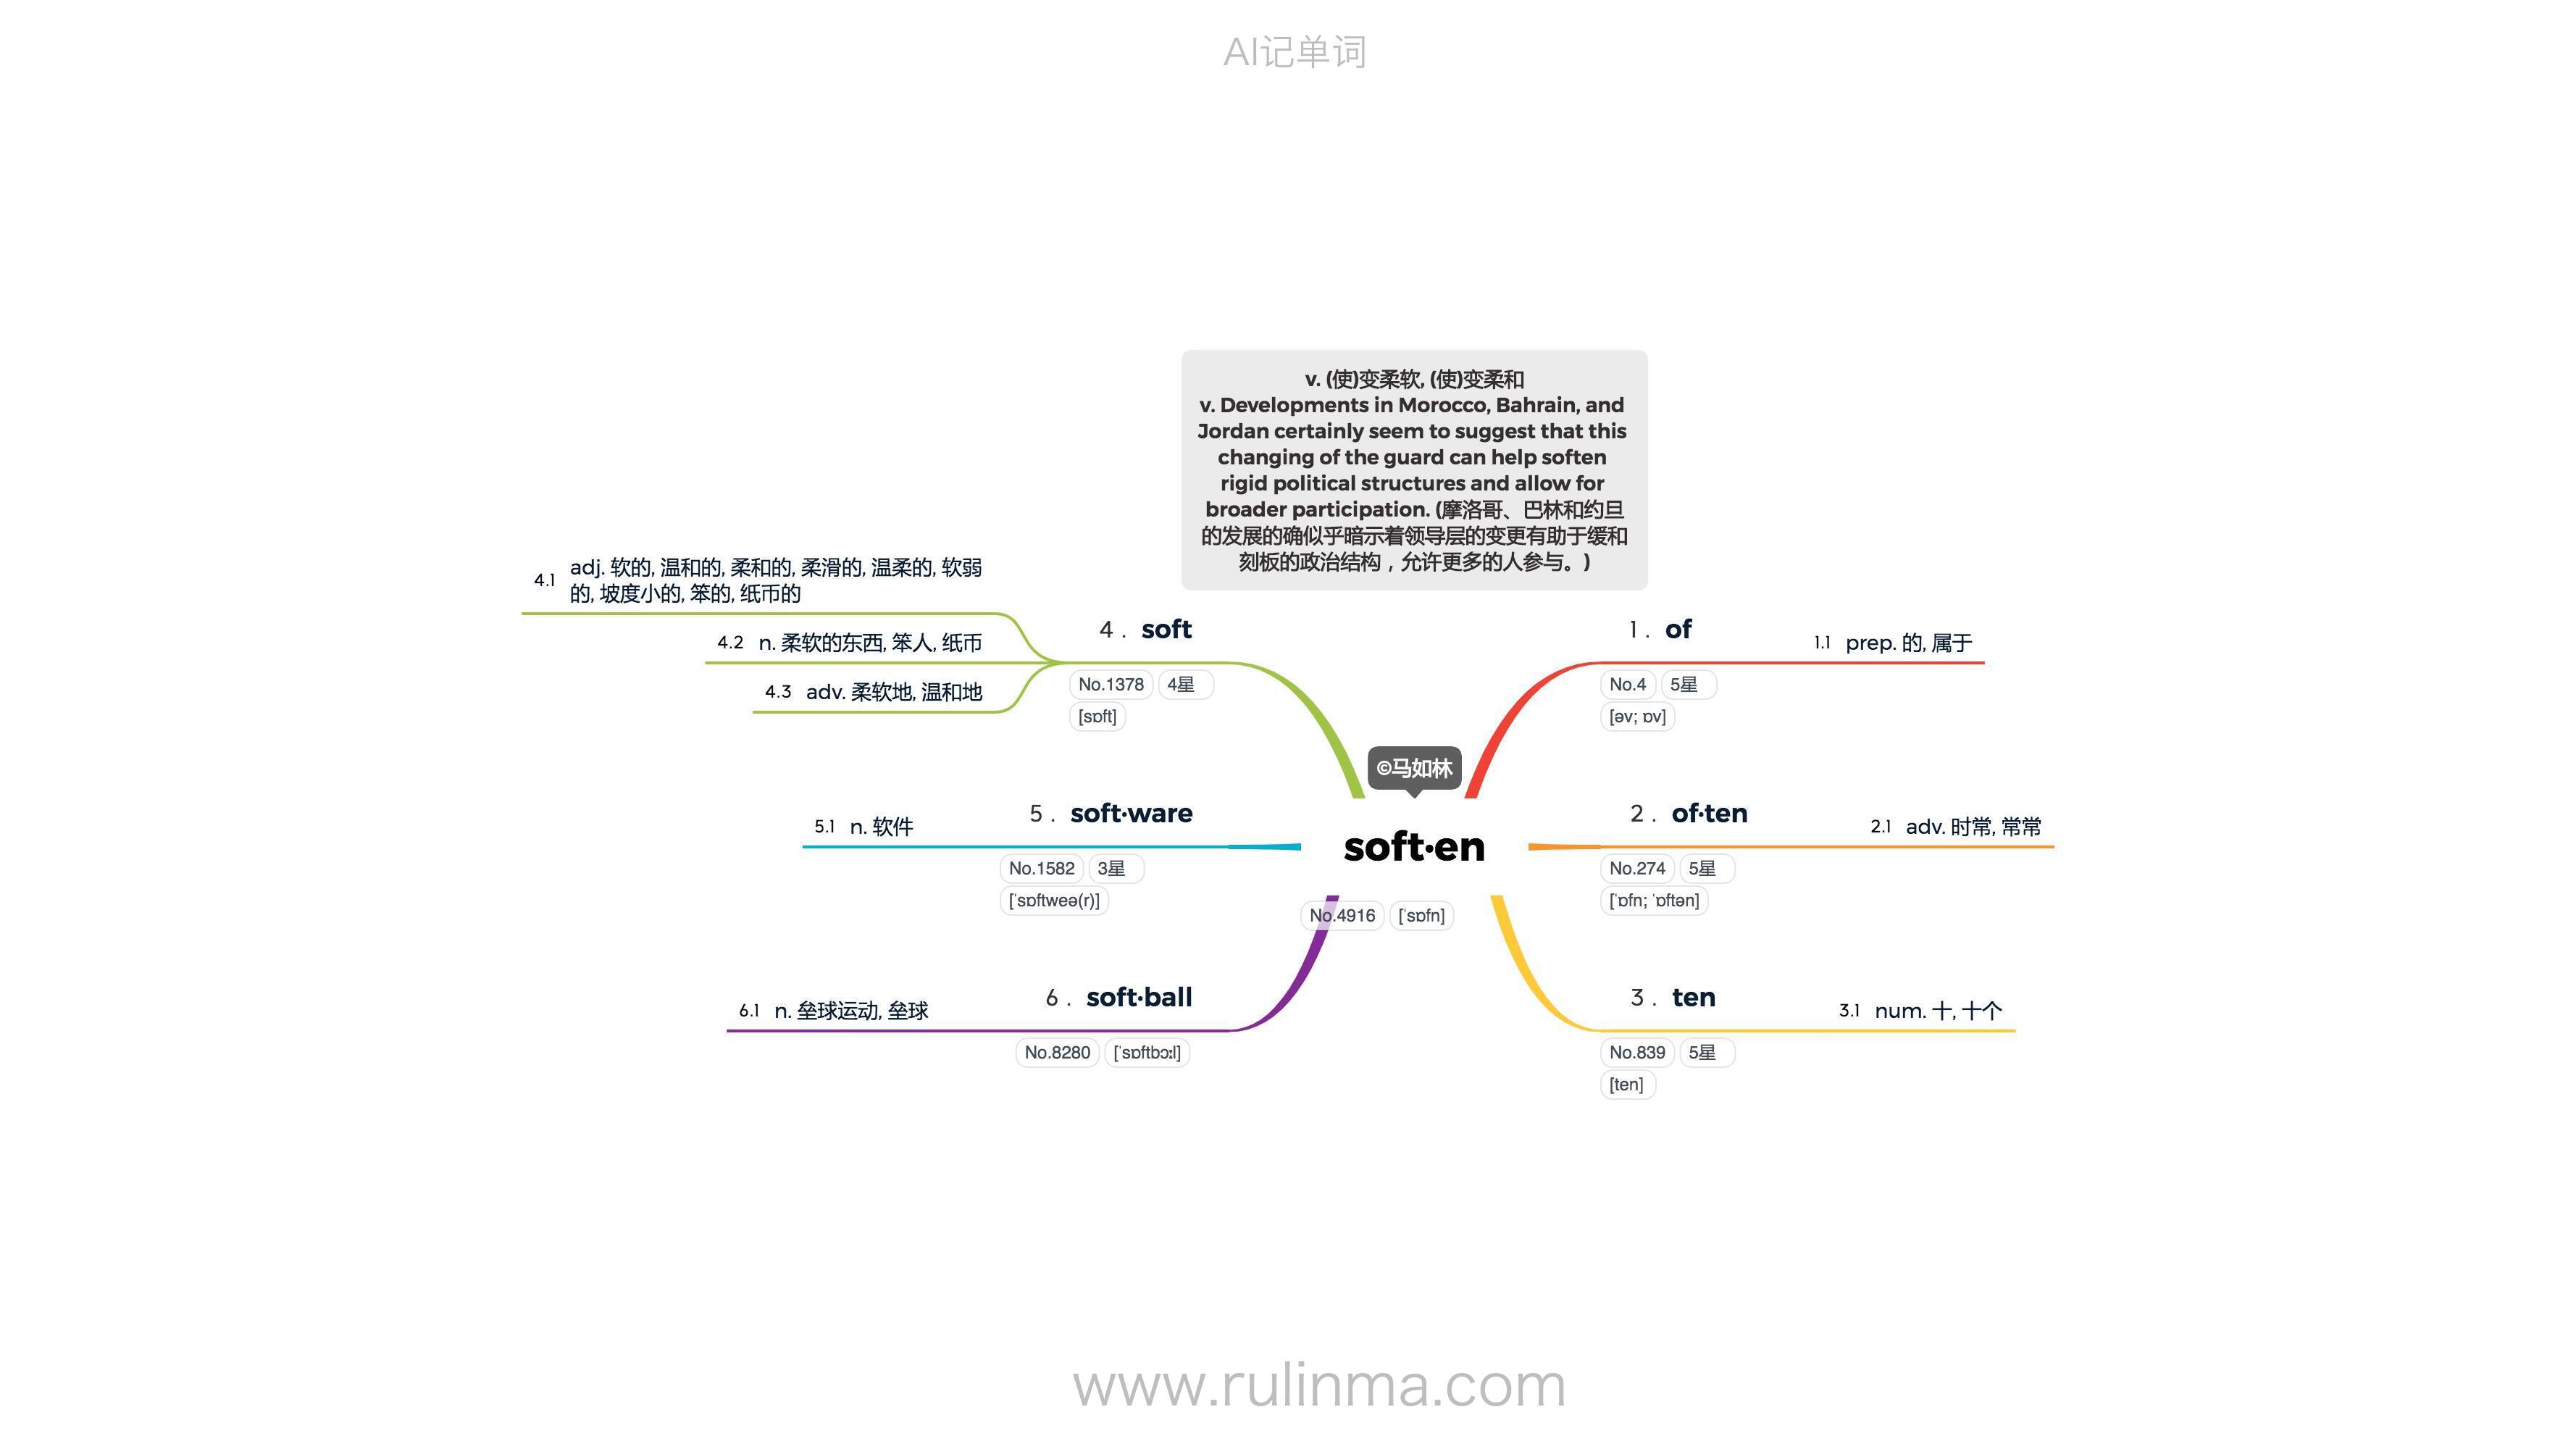 AI记单词
v. (使)变柔软, (使)变柔和
v. Developments in Morocco, Bahrain, and
Jordan certainly seem to suggest that this
changing of the guard can help soften
rigid political structures and allow for
broader participation. (摩洛哥、巴林和约旦
的发展的确似乎暗示着领导层的变更有助于缓和
刻板的政治结构，允许更多的人参与。)
©马如林
soft·en
No.4916 [ˈsɒfn]
1 . of
No.4 5星
[əv; ɒv]
1.1 prep. 的, 属于
2 . of·ten
No.274 5星
[ˈɒfn; ˈɒftən]
2.1 adv. 时常, 常常
3 . ten
No.839 5星
[ten]
3.1 num. 十, 十个
4 . soft
No.1378 4星
[sɒft]
4.1 adj. 软的, 温和的, 柔和的, 柔滑的, 温柔的, 软弱
的, 坡度小的, 笨的, 纸币的
4.2 n. 柔软的东西, 笨人, 纸币
4.3 adv. 柔软地, 温和地
5 . soft·ware
No.1582 3星
[ˈsɒftweə(r)]
5.1 n. 软件
6 . soft·ball
No.8280 [ˈsɒftbɔːl]
6.1 n. 垒球运动, 垒球
www.rulinma.com